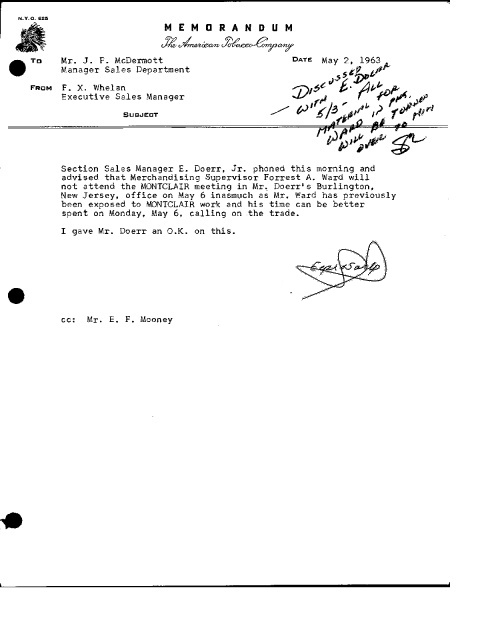 N.Y.O. 625
MEMORANDUM
The American Tobacco Company
TO Mr. J. F. McDermott
Manager Sales Department
DATE May 2, 1963
FROM F. X. Whelan
Executive Sales Manager
SUBJECT
DISCUSSED
WITH E. DOERR
5/3 - ALL
MATERIAL FOR
WARD IN
WILL BE TURNED
OVER TO HIM
Section Sales Manager E. Doerr, Jr. phoned this morning and
advised that Merchandising Supervisor Forrest A. Ward will
not attend the MONTCLAIR meeting in Mr. Doerr's Burlington,
New Jersey, office on May 6 inasmuch as Mr. Ward has previously
been exposed to MONTCLAIR work and his time can be better
spent on Monday, May 6, calling on the trade.
I gave Mr. Doerr an O.K. on this.
cc: Mr. E. F. Mooney